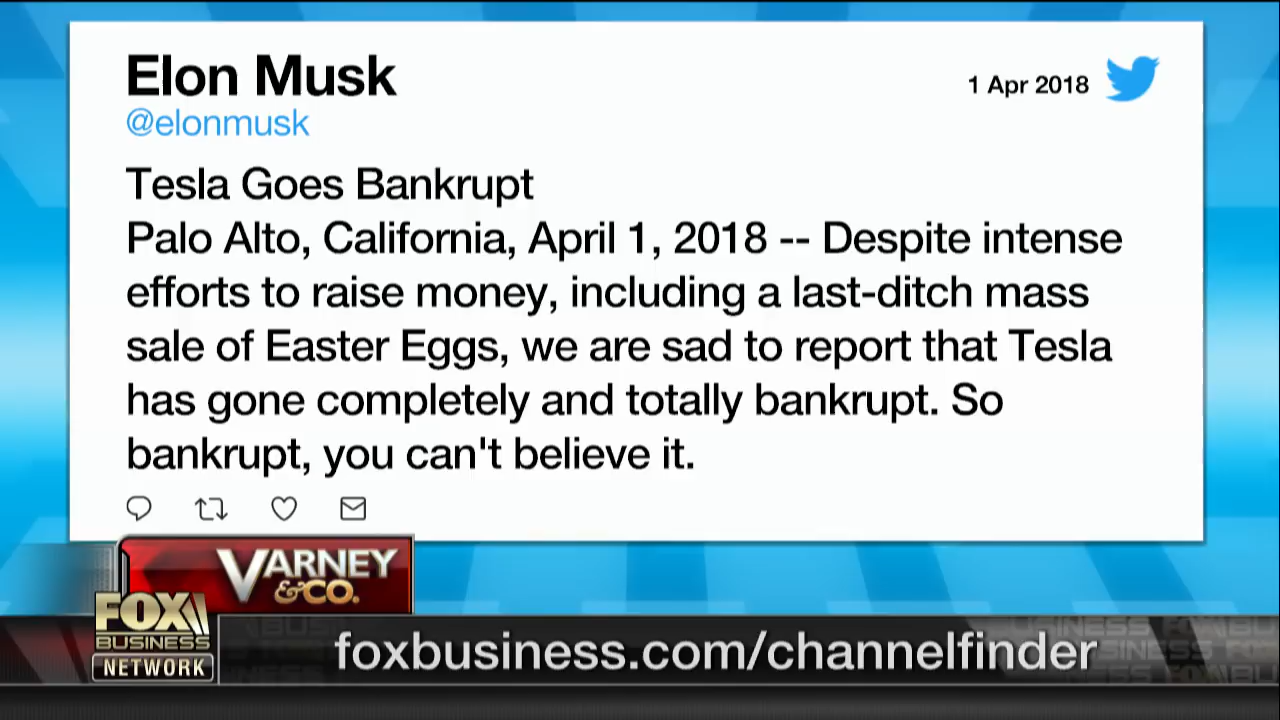 Elon Musk
1 Apr 2018
@elonmusk
Tesla Goes Bankrupt
Palo Alto, California, April 1, 2018 -- Despite intense
efforts to raise money, including a last-ditch mass
sale of Easter Eggs, we are sad to report that Tesla
has gone completely and totally bankrupt. So
bankrupt, you can't believe it.
VARNEY
&CO.
FOX
BUSINESS
NETWORK
foxbusiness.com/channelfinder